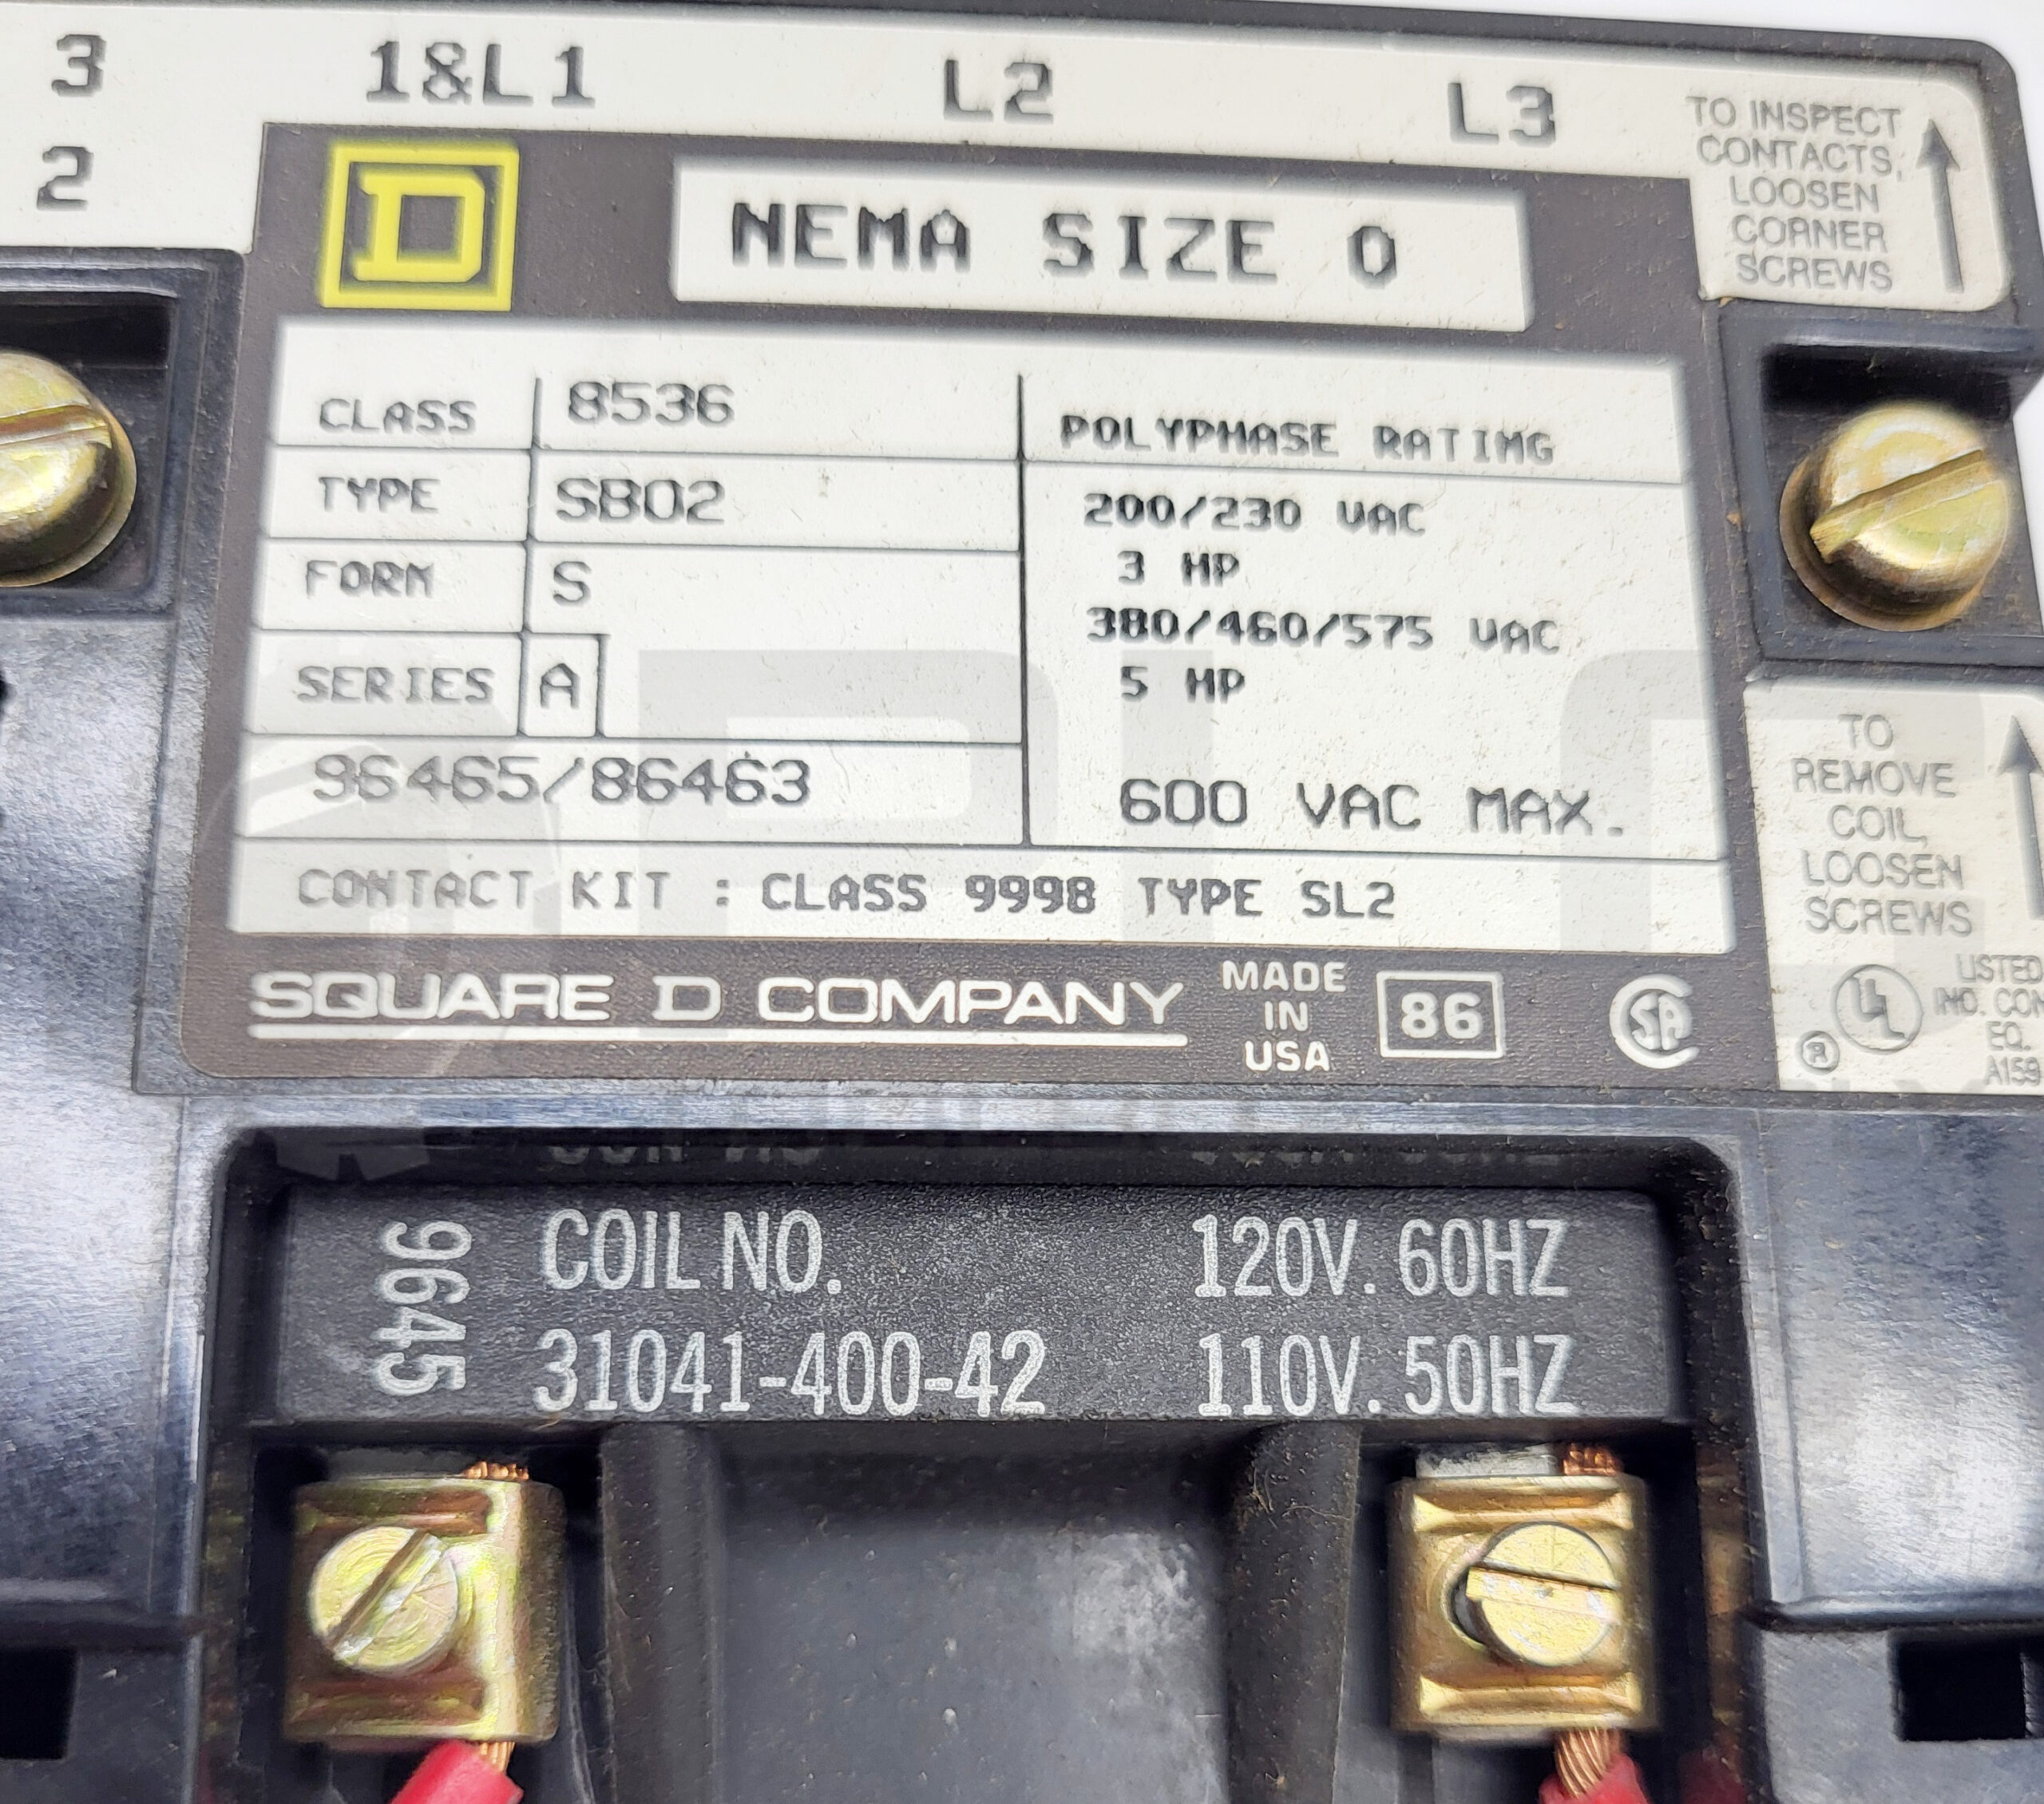 3 1&L1 L2 L3
2
TO INSPECT
CONTACTS,
LOOSEN
CORNER
SCREWS
D
NEMA SIZE 0
CLASS 8536
TYPE SBO2
FORM S
SERIES A
96465/86463
POLYPHASE RATING
200/230 VAC
3 HP
380/460/575 VAC
5 HP
600 VAC MAX.
CONTACT KIT : CLASS 9998 TYPE SL2
SQUARE D COMPANY
MADE
IN
USA
86
SA
TO
REMOVE
COIL,
LOOSEN
SCREWS
UL
R
LISTED
EQ.
A159
9645
COIL NO. 120V. 60HZ
31041-400-42 110V. 50HZ